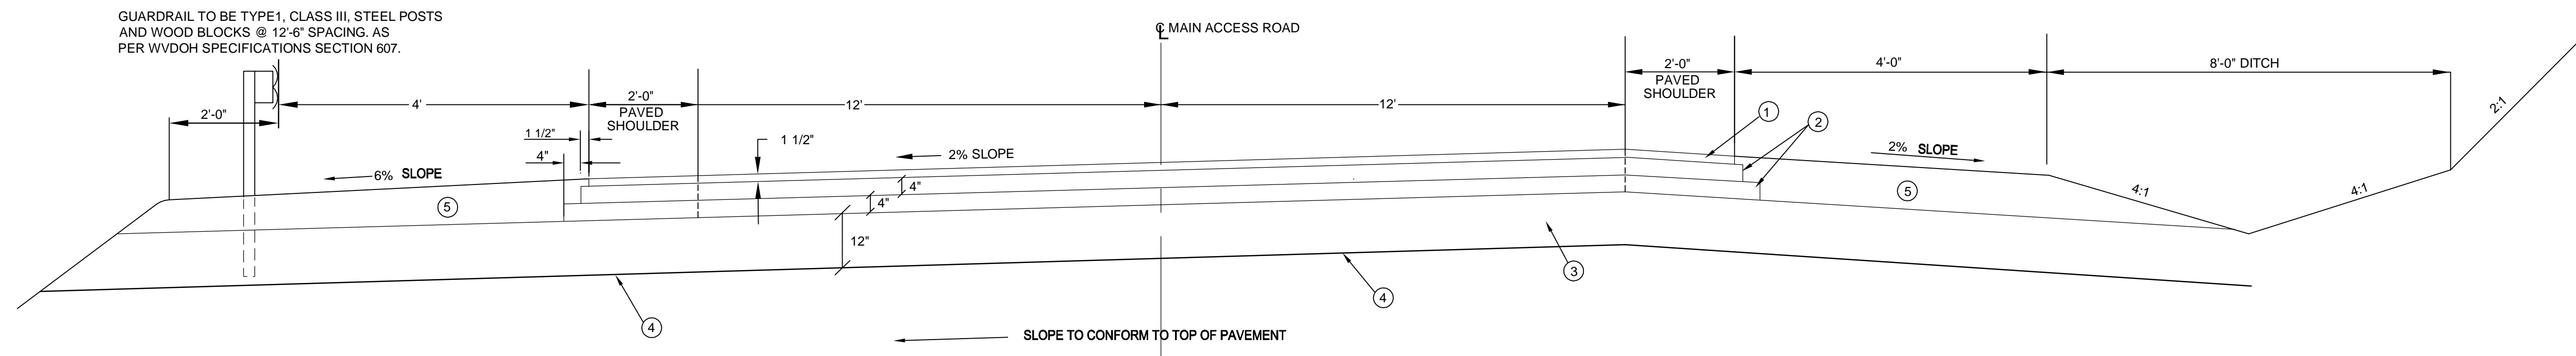 GUARDRAIL TO BE TYPE1, CLASS III, STEEL POSTS
AND WOOD BLOCKS @ 12'-6" SPACING. AS
PER WVDOH SPECIFICATIONS SECTION 607.
℄ MAIN ACCESS ROAD
2'-0"
4'
2'-0"
PAVED
SHOULDER
12'
12'
2'-0"
PAVED
SHOULDER
4'-0"
8'-0" DITCH
2:1
1 1/2"
4"
1 1/2"
1
2
6% SLOPE
2% SLOPE
2% SLOPE
4"
4"
12"
5
5
4:1
4:1
3
4
4
SLOPE TO CONFORM TO TOP OF PAVEMENT